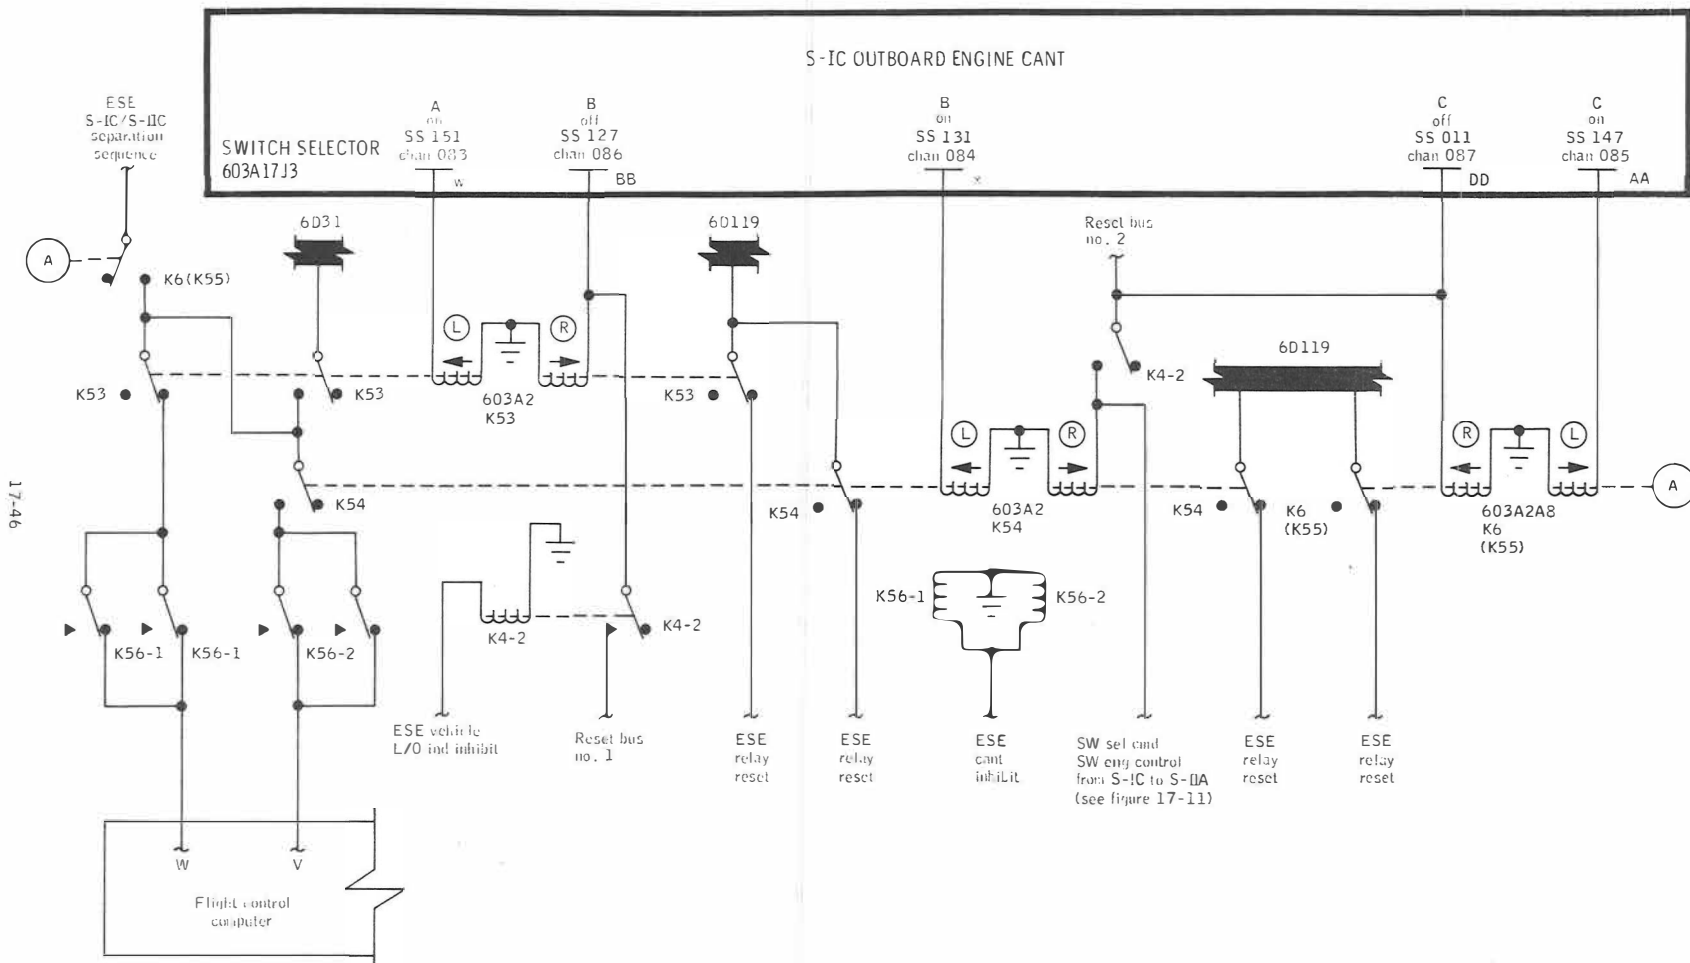 S-IC OUTBOARD ENGINE CANT
ESE
S-IC/S-IIC
separation
sequence
SWITCH SELECTOR
603A17J3
A
on
SS 151
chan 083
W
B
off
SS 127
chan 086
BB
B
on
SS 131
chan 084
C
off
SS 011
chan 087
DD
C
on
SS 147
chan 085
AA
6D31
6D119
Reset bus
no. 2
A
K6(K55)
L
R
6D119
K53
K53
603A2
K53
K53
K4-2
L
R
R
L
K54
K54
603A2
K54
K54
K6
(K55)
603A2A8
K6
(K55)
A
17-46
K56-1
K56-1
K56-2
K4-2
K4-2
K56-1
K56-2
ESE vehicle
L/O ind inhibit
Reset bus
no. 1
ESE
relay
reset
ESE
relay
reset
ESE
cant
inhibit
SW sel cmd
SW eng control
from S-IC to S-IIA
(see figure 17-11)
ESE
relay
reset
ESE
relay
reset
W
V
Flight control
computer